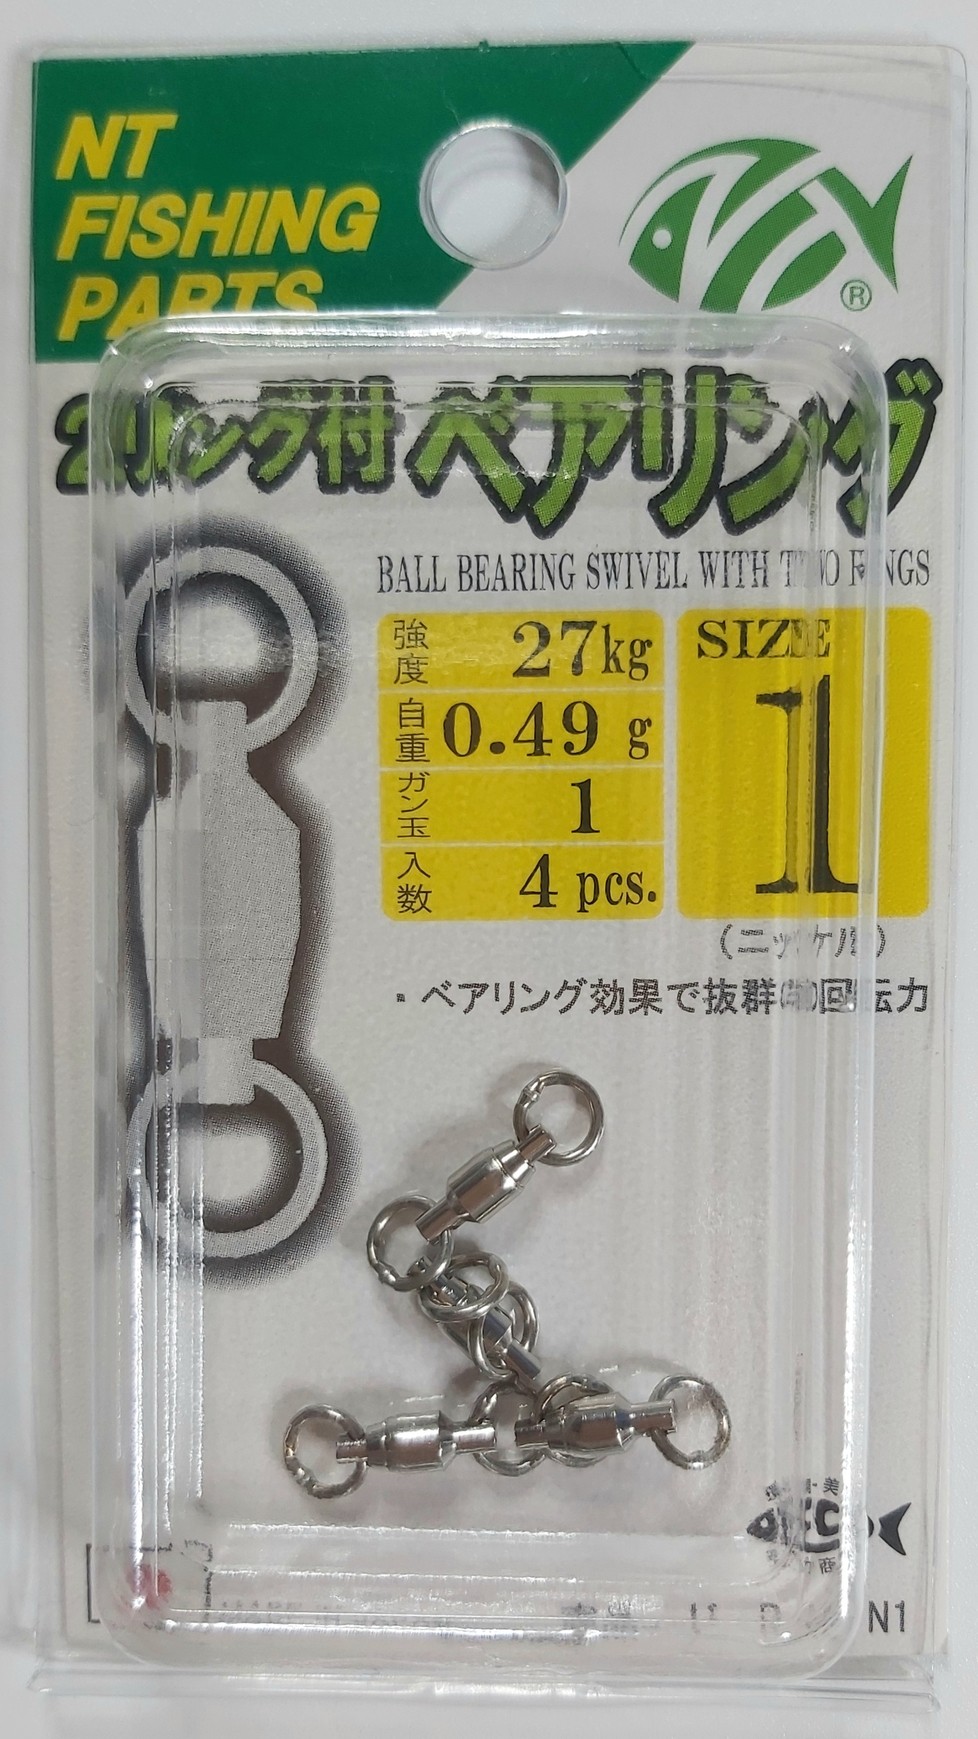 NT
FISHING
PARTS
®
2リング付ベアリング
BALL BEARING SWIVEL WITH TWO RINGS
強度 27kg
自重 0.49 g
ガン玉 1
入数 4 pcs.
SIZE
1
(ニッケル)
・ベアリング効果で抜群の回転力
N1